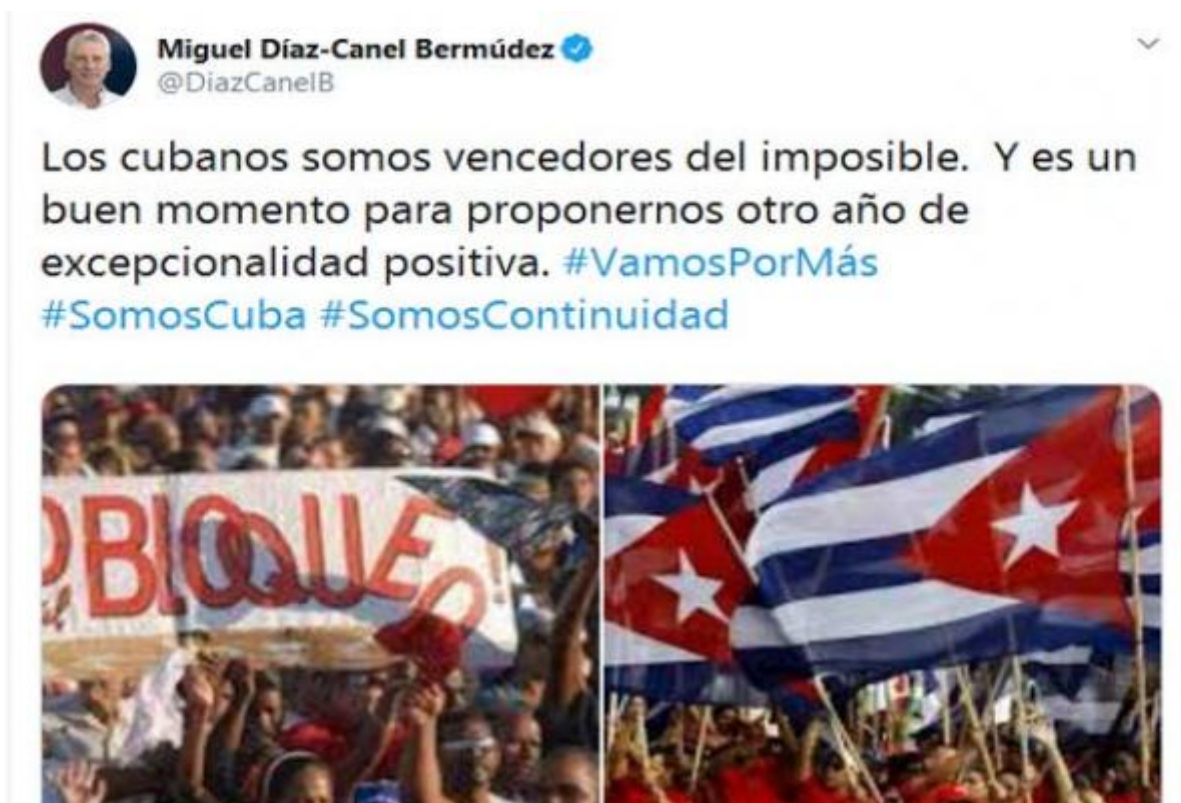 Miguel Díaz-Canel Bermúdez
@DiazCanelB
Los cubanos somos vencedores del imposible.  Y es un
buen momento para proponernos otro año de
excepcionalidad positiva. #VamosPorMás
#SomosCuba #SomosContinuidad
BLOQUEO!